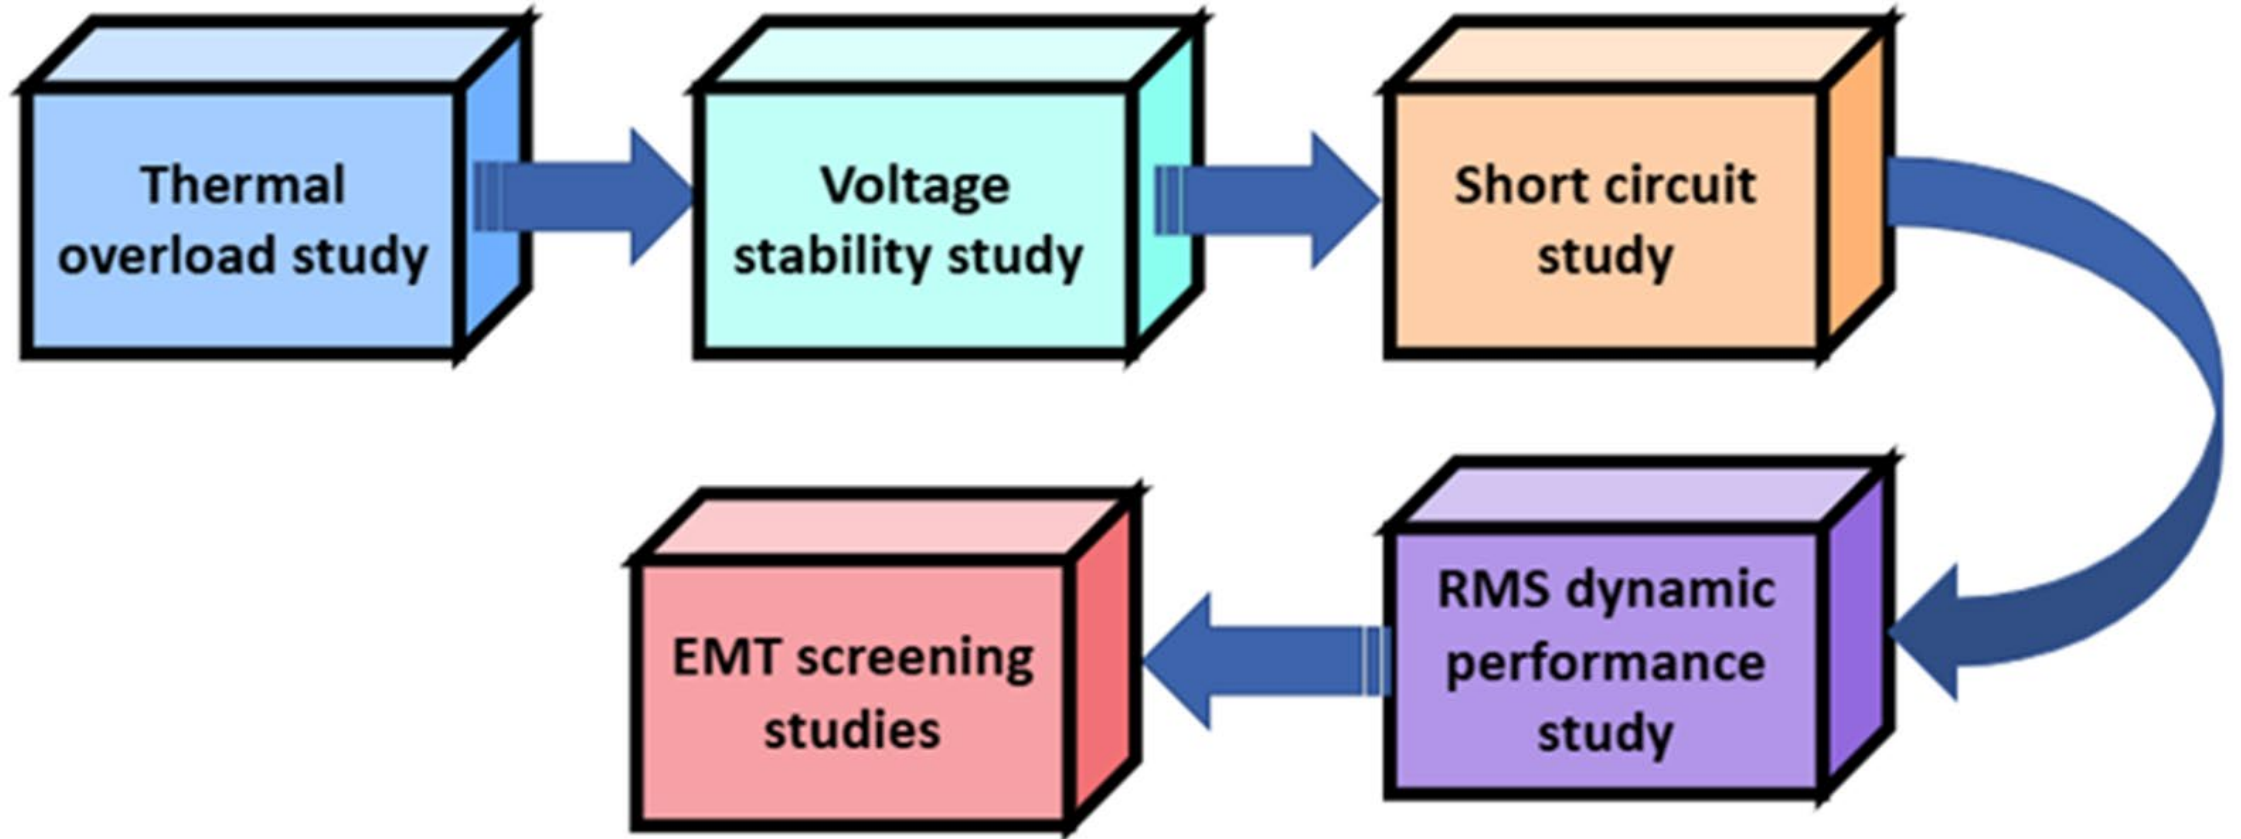 Thermal
overload study
Voltage
stability study
Short circuit
study
RMS dynamic
performance
study
EMT screening
studies